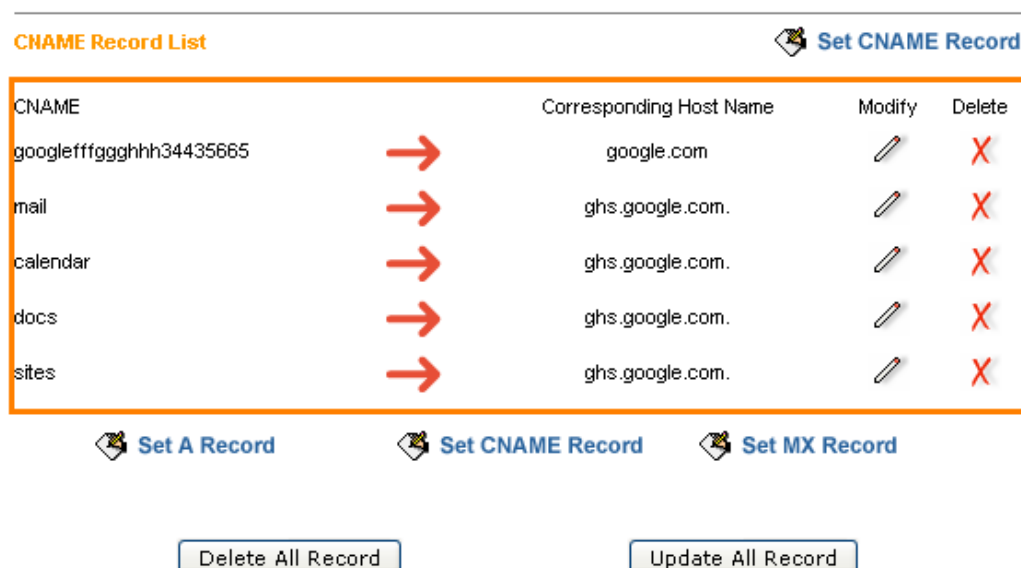 CNAME Record List Set CNAME Record
CNAME Corresponding Host Name Modify Delete
googlefffggghhh34435665 google.com
mail ghs.google.com.
calendar ghs.google.com.
docs ghs.google.com.
sites ghs.google.com.
Set A Record Set CNAME Record Set MX Record
Delete All Record Update All Record